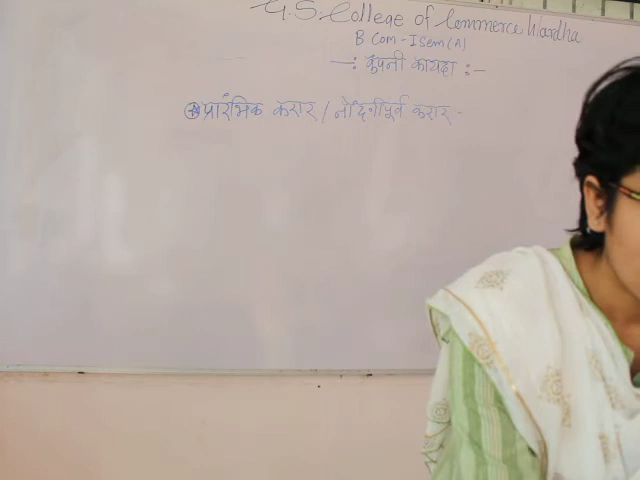 G. S. College of Commerce, Wardha
B Com - I Sem (A)
—: कंपनी कायदा :—
* प्रारंभिक करार / नोंदणीपूर्व करार -